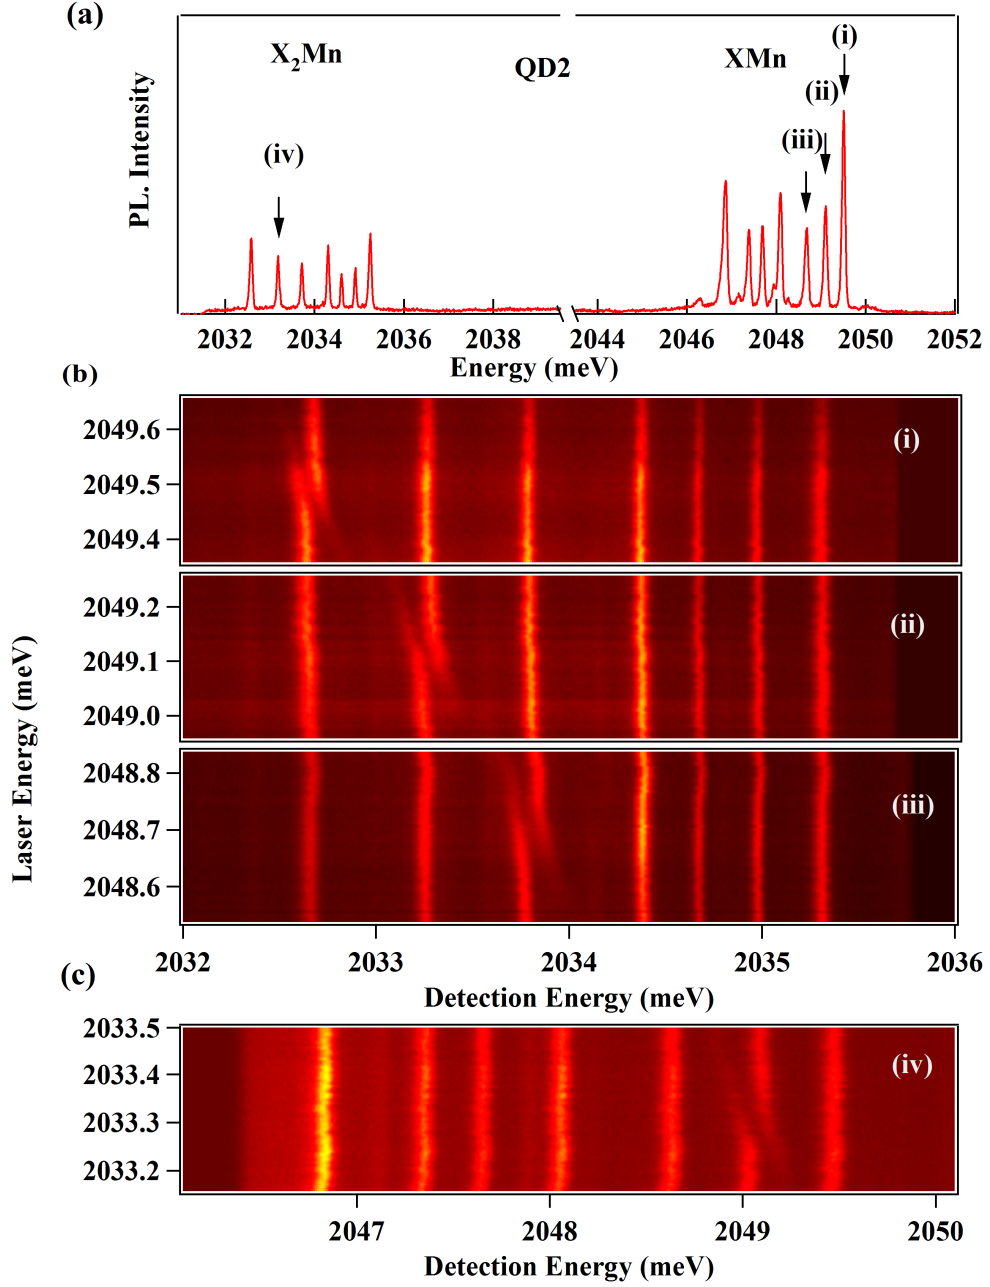 (a)
X2Mn
QD2
XMn
(i)
(ii)
(iii)
(iv)
PL. Intensity
2032 2034 2036 2038 2044 2046 2048 2050 2052
Energy (meV)
(b)
2049.6
2049.5
2049.4
(i)
2049.2
2049.1
2049.0
(ii)
2048.8
2048.7
2048.6
(iii)
Laser Energy (meV)
2032 2033 2034 2035 2036
Detection Energy (meV)
(c)
2033.5
2033.4
2033.3
2033.2
(iv)
2047 2048 2049 2050
Detection Energy (meV)